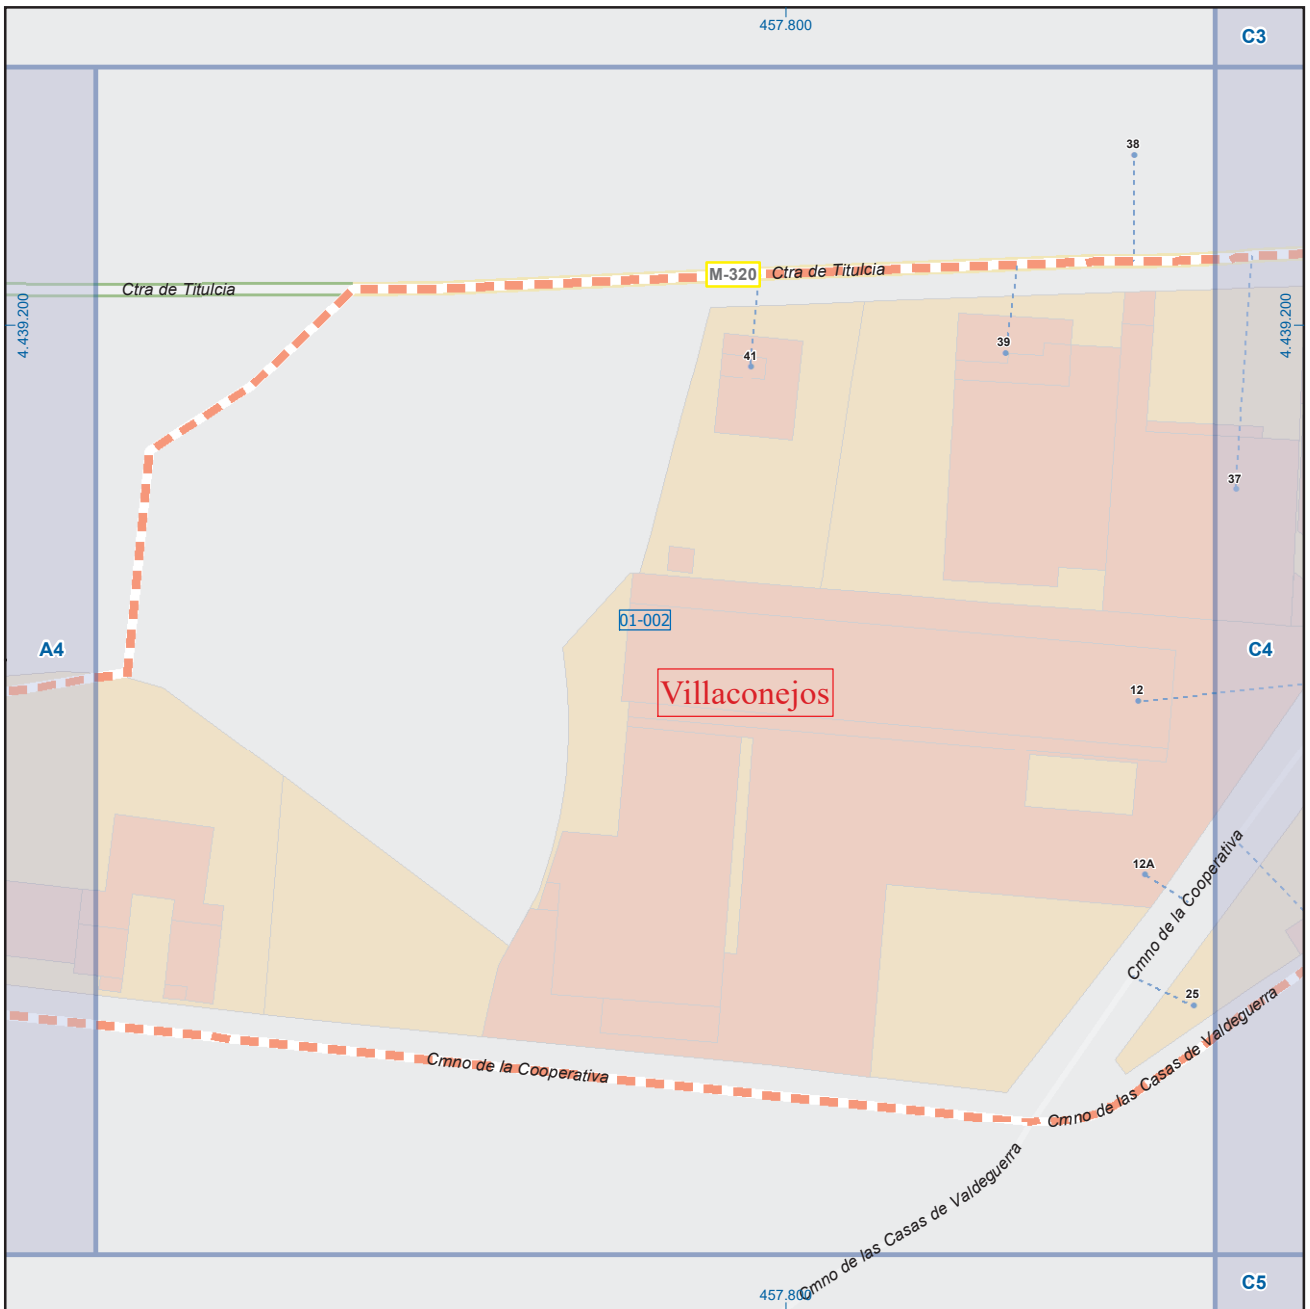 457.800
C3
38
M-320
Ctra de Titulcia
Ctra de Titulcia
4.439.200
4.439.200
41
39
37
01-002
A4
C4
Villaconejos
12
12A
Cmno de la Cooperativa
25
Cmno de la Cooperativa
Cmno de las Casas de Valdeguerra
Cmno de las Casas de Valdeguerra
457.800
C5